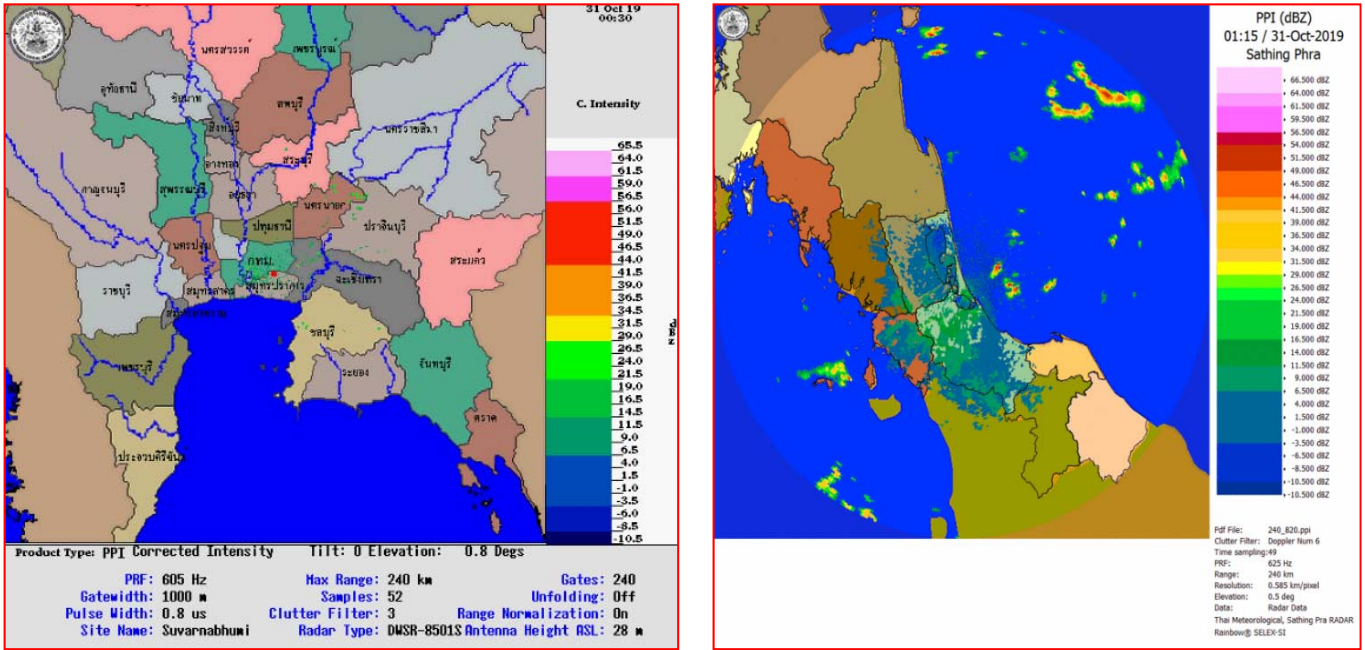 31 Oct 19
00:30
C. Intensity
65.5
64.0
61.5
59.0
56.5
56.0
51.5
49.0
46.5
44.0
41.5
39.0
36.5
34.5
31.5
29.0
26.5
24.0
21.5
19.0
16.5
14.5
11.5
9.0
6.5
4.0
1.5
-1.0
-3.5
-6.0
-8.5
-10.5
นครสวรรค์
เพชรบูรณ์
อุทัยธานี
ชัยนาท
ลพบุรี
สิงห์บุรี
นครราชสีมา
อ่างทอง
สระบุรี
กาญจนบุรี
สุพรรณบุรี
อยุธยา
นครนายก
ปทุมธานี
ปราจีนบุรี
นครปฐม
กทม.
สระแก้ว
ฉะเชิงเทรา
ราชบุรี
สมุทรสาคร
สมุทรปราการ
สมุทรสงคราม
ชลบุรี
เพชรบุรี
ระยอง
จันทบุรี
ตราด
ประจวบคีรีขันธ์
Product Type: PPI Corrected Intensity Tilt: 0 Elevation: 0.8 Degs
PRF: 605 Hz Max Range: 240 km Gates: 240
Gatewidth: 1000 m Samples: 52 Unfolding: Off
Pulse Width: 0.8 us Clutter Filter: 3 Range Normalization: On
Site Name: Suvarnabhumi Radar Type: DWSR-8501S Antenna Height ASL: 28 m
PPI (dBZ)
01:15 / 31-Oct-2019
Sathing Phra
66.500 dBZ
64.000 dBZ
61.500 dBZ
59.500 dBZ
56.500 dBZ
54.000 dBZ
51.500 dBZ
49.000 dBZ
46.500 dBZ
44.000 dBZ
41.500 dBZ
39.000 dBZ
36.500 dBZ
34.000 dBZ
31.000 dBZ
29.000 dBZ
26.500 dBZ
24.000 dBZ
21.500 dBZ
19.000 dBZ
16.500 dBZ
14.000 dBZ
11.500 dBZ
9.000 dBZ
6.500 dBZ
4.000 dBZ
1.500 dBZ
-1.000 dBZ
-3.500 dBZ
-6.500 dBZ
-8.500 dBZ
-10.500 dBZ
-10.500 dBZ
Pdf File: 240_820.ppi
Clutter Filter: Doppler Num 6
Time sampling:49
PRF: 625 Hz
Range: 240 km
Resolution: 0.585 km/pixel
Elevation: 0.5 deg
Data: Radar Data
Thai Meteorological, Sathing Pra RADAR
Rainbow® SELEX-SI